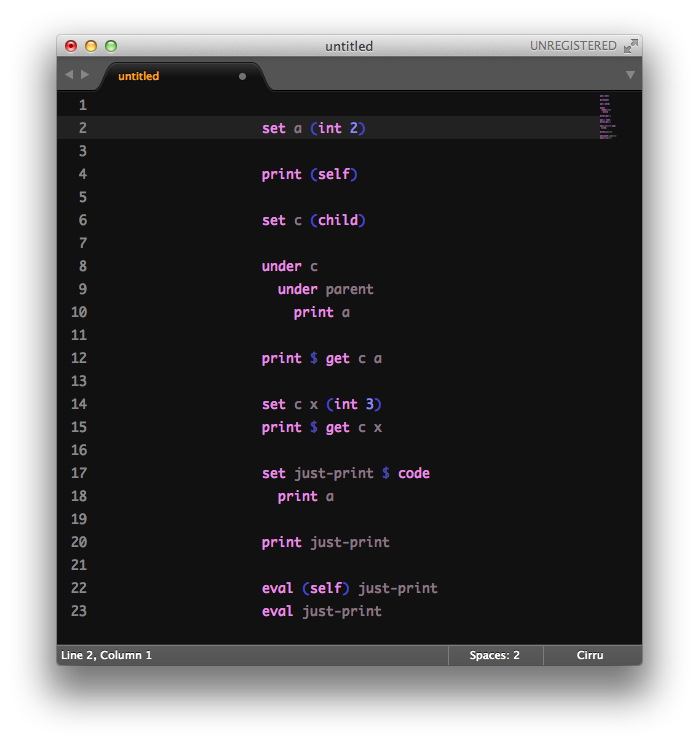 untitled
UNREGISTERED
untitled
1
2 set a (int 2)
3
4 print (self)
5
6 set c (child)
7
8 under c
9 under parent
10 print a
11
12 print $ get c a
13
14 set c x (int 3)
15 print $ get c x
16
17 set just-print $ code
18 print a
19
20 print just-print
21
22 eval (self) just-print
23 eval just-print
Line 2, Column 1
Spaces: 2
Cirru